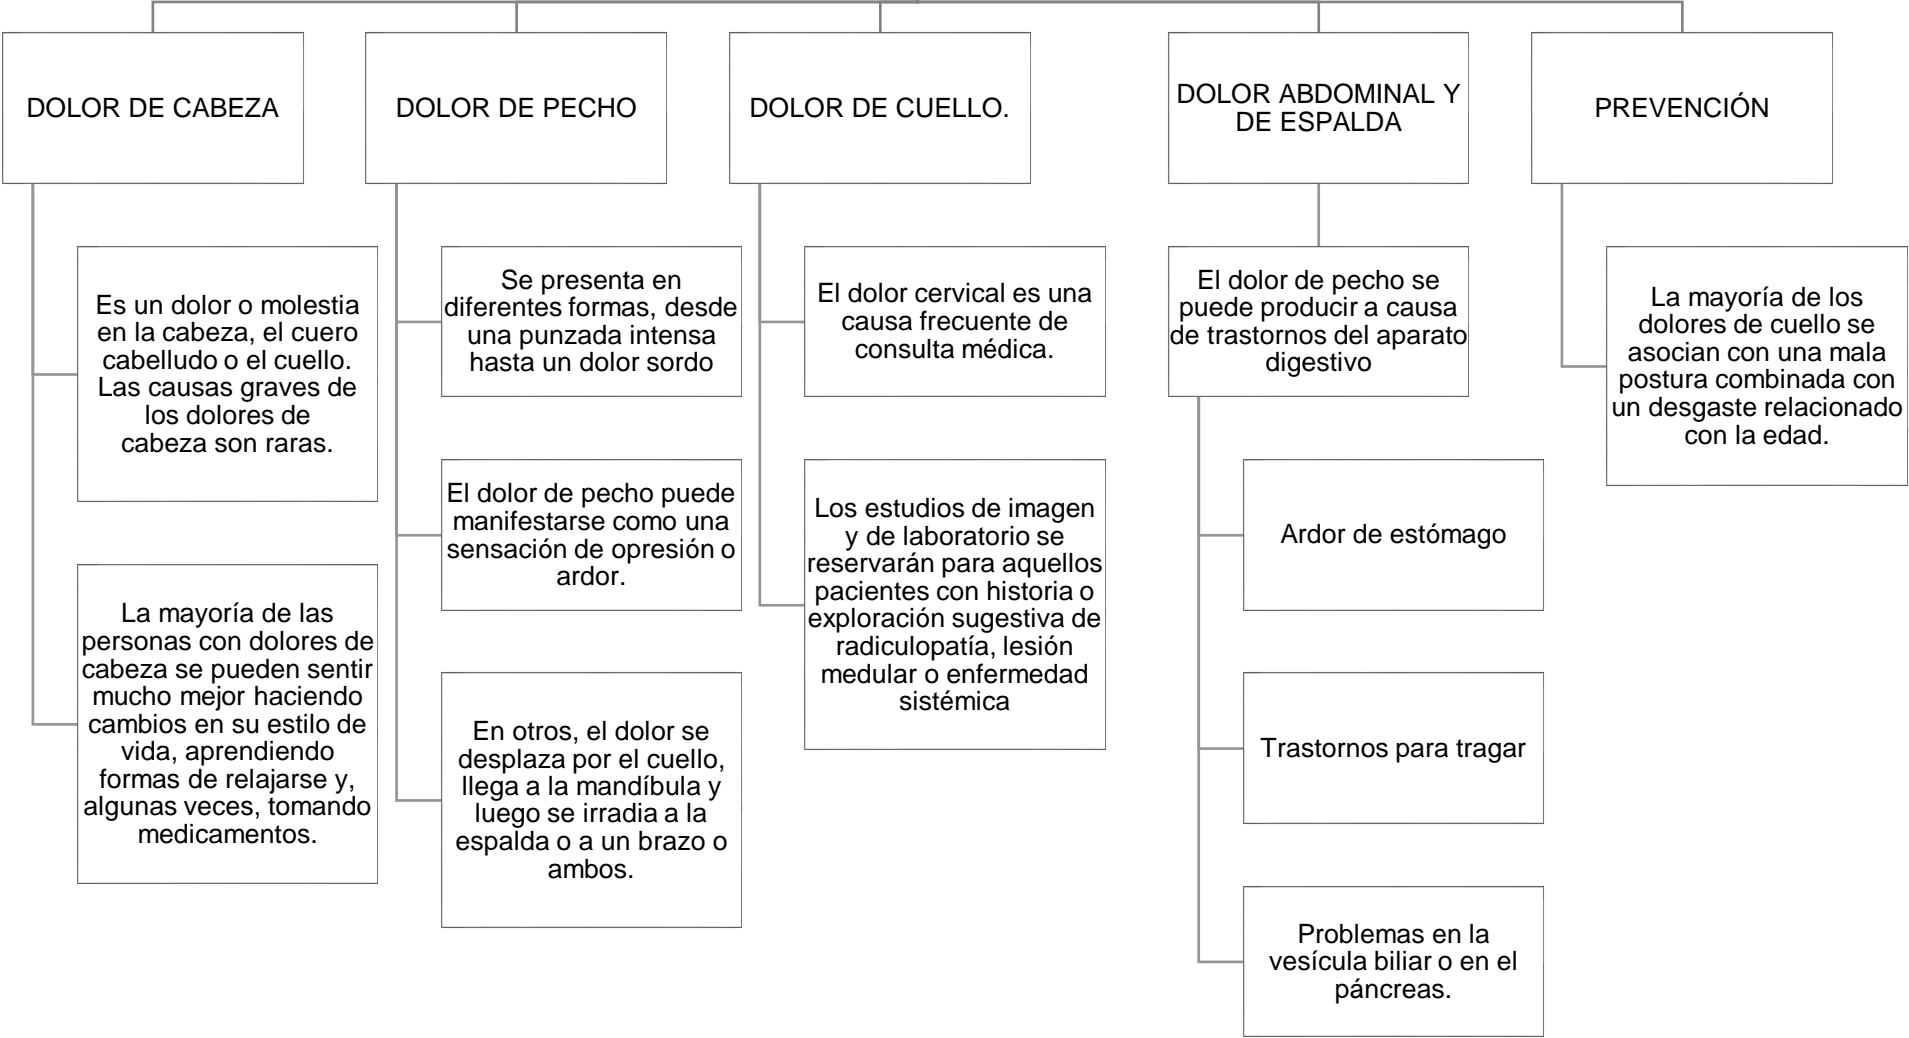 DOLOR DE CABEZA
Es un dolor o molestia
en la cabeza, el cuero
cabelludo o el cuello.
Las causas graves de
los dolores de
cabeza son raras.
La mayoría de las
personas con dolores de
cabeza se pueden sentir
mucho mejor haciendo
cambios en su estilo de
vida, aprendiendo
formas de relajarse y,
algunas veces, tomando
medicamentos.
DOLOR DE PECHO
Se presenta en
diferentes formas, desde
una punzada intensa
hasta un dolor sordo
El dolor de pecho puede
manifestarse como una
sensación de opresión o
ardor.
En otros, el dolor se
desplaza por el cuello,
llega a la mandíbula y
luego se irradia a la
espalda o a un brazo o
ambos.
DOLOR DE CUELLO.
El dolor cervical es una
causa frecuente de
consulta médica.
Los estudios de imagen
y de laboratorio se
reservarán para aquellos
pacientes con historia o
exploración sugestiva de
radiculopatía, lesión
medular o enfermedad
sistémica
DOLOR ABDOMINAL Y
DE ESPALDA
El dolor de pecho se
puede producir a causa
de trastornos del aparato
digestivo
Ardor de estómago
Trastornos para tragar
Problemas en la
vesícula biliar o en el
páncreas.
PREVENCIÓN
La mayoría de los
dolores de cuello se
asocian con una mala
postura combinada con
un desgaste relacionado
con la edad.